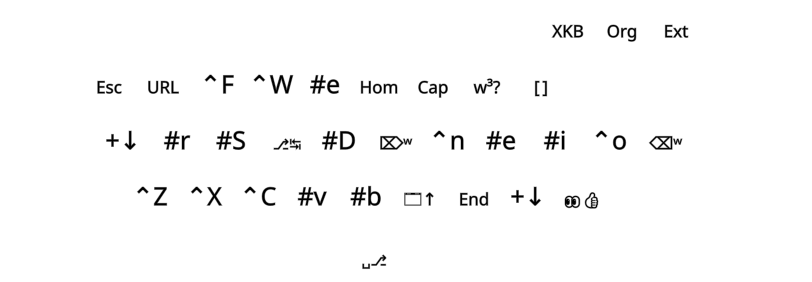 XKB Org Ext
Esc URL ^F ^W #e Hom Cap w³? []
+↓ #r #S ⎇↹ #D ⌦ʷ ^n #e #i ^o ⌫ʷ
^Z ^X ^C #v #b 🗔↑ End +↓ 👀👍
␣⎇